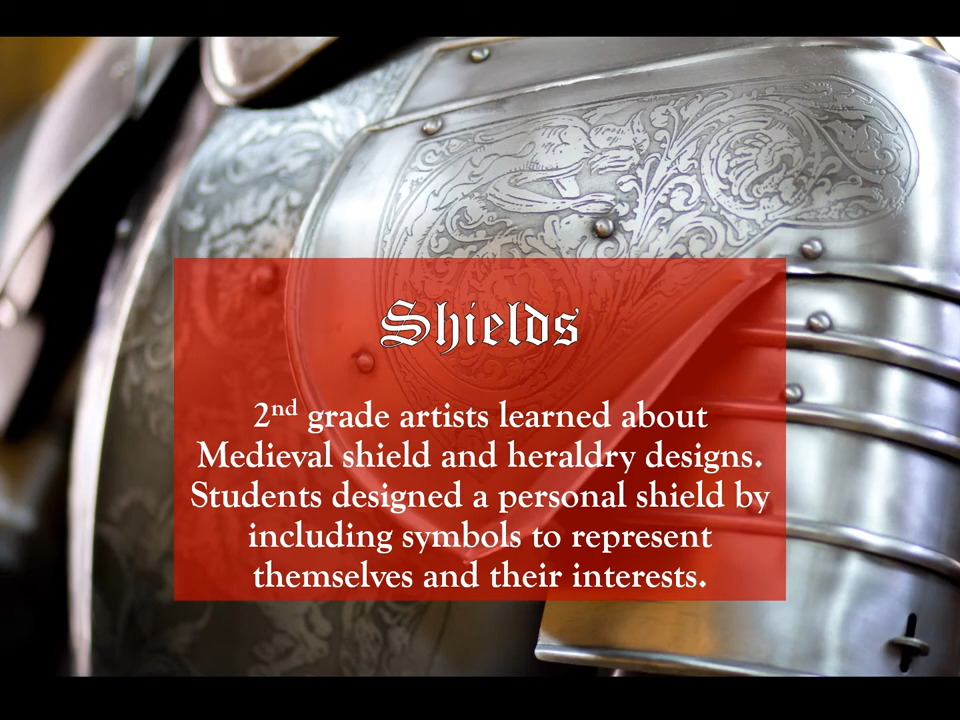 Shields
2nd grade artists learned about
Medieval shield and heraldry designs.
Students designed a personal shield by
including symbols to represent
themselves and their interests.